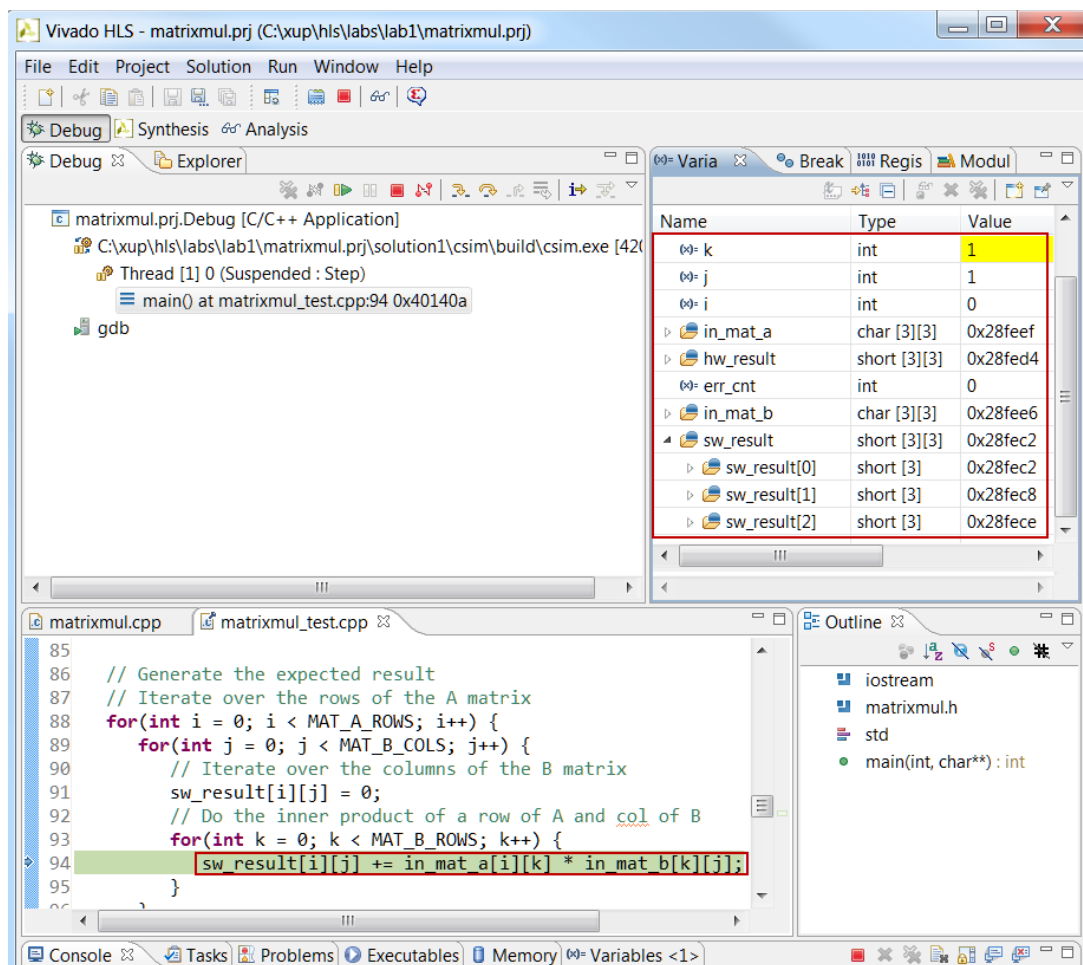 Vivado HLS - matrixmul.prj (C:\xup\hls\labs\lab1\matrixmul.prj)
File Edit Project Solution Run Window Help
Debug Synthesis Analysis
Debug Explorer
matrixmul.prj.Debug [C/C++ Application]
C:\xup\hls\labs\lab1\matrixmul.prj\solution1\csim\build\csim.exe [420
Thread [1] 0 (Suspended : Step)
main() at matrixmul_test.cpp:94 0x40140a
gdb
(x)= Varia Break Regis Modul
Name Type Value
(x)= k int 1
(x)= j int 1
(x)= i int 0
in_mat_a char [3][3] 0x28feef
hw_result short [3][3] 0x28fed4
(x)= err_cnt int 0
in_mat_b char [3][3] 0x28fee6
sw_result short [3][3] 0x28fec2
sw_result[0] short [3] 0x28fec2
sw_result[1] short [3] 0x28fec8
sw_result[2] short [3] 0x28fece
matrixmul.cpp matrixmul_test.cpp
85
86 // Generate the expected result
87 // Iterate over the rows of the A matrix
88 for(int i = 0; i < MAT_A_ROWS; i++) {
89 for(int j = 0; j < MAT_B_COLS; j++) {
90 // Iterate over the columns of the B matrix
91 sw_result[i][j] = 0;
92 // Do the inner product of a row of A and col of B
93 for(int k = 0; k < MAT_B_ROWS; k++) {
94 sw_result[i][j] += in_mat_a[i][k] * in_mat_b[k][j];
95 }
Outline
iostream
matrixmul.h
std
main(int, char**) : int
Console Tasks Problems Executables Memory (x)= Variables <1>